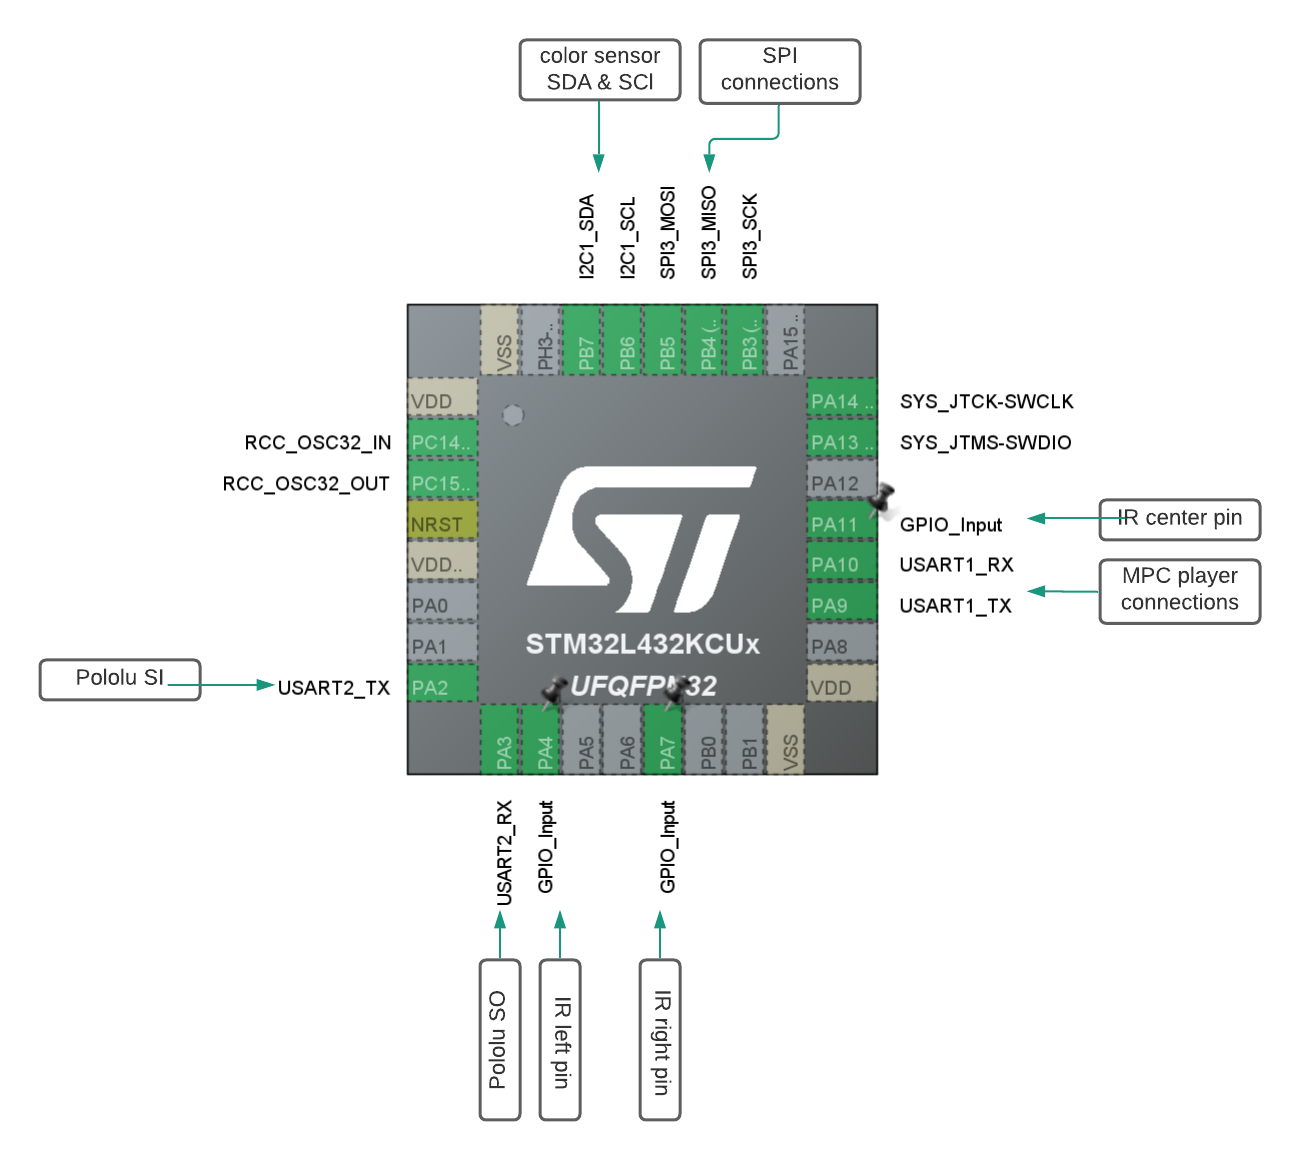 color sensor
SDA & SCl
SPI
connections
I2C1_SDA
I2C1_SCL
SPI3_MOSI
SPI3_MISO
SPI3_SCK
VSS
PH3-..
PB7
PB6
PB5
PB4 (..
PB3 (..
PA15 ..
VDD
PA14 ..
SYS_JTCK-SWCLK
RCC_OSC32_IN
PC14..
PA13 ..
SYS_JTMS-SWDIO
RCC_OSC32_OUT
PC15..
PA12
NRST
PA11
GPIO_Input
IR center pin
VDD..
PA10
USART1_RX
MPC player
connections
PA0
PA9
USART1_TX
PA1
PA8
STM32L432KCUx
Pololu SI
USART2_TX
PA2
UFQFPN32
VDD
PA3
PA4
PA5
PA6
PA7
PB0
PB1
VSS
USART2_RX
GPIO_Input
GPIO_Input
Pololu SO
IR left pin
IR right pin